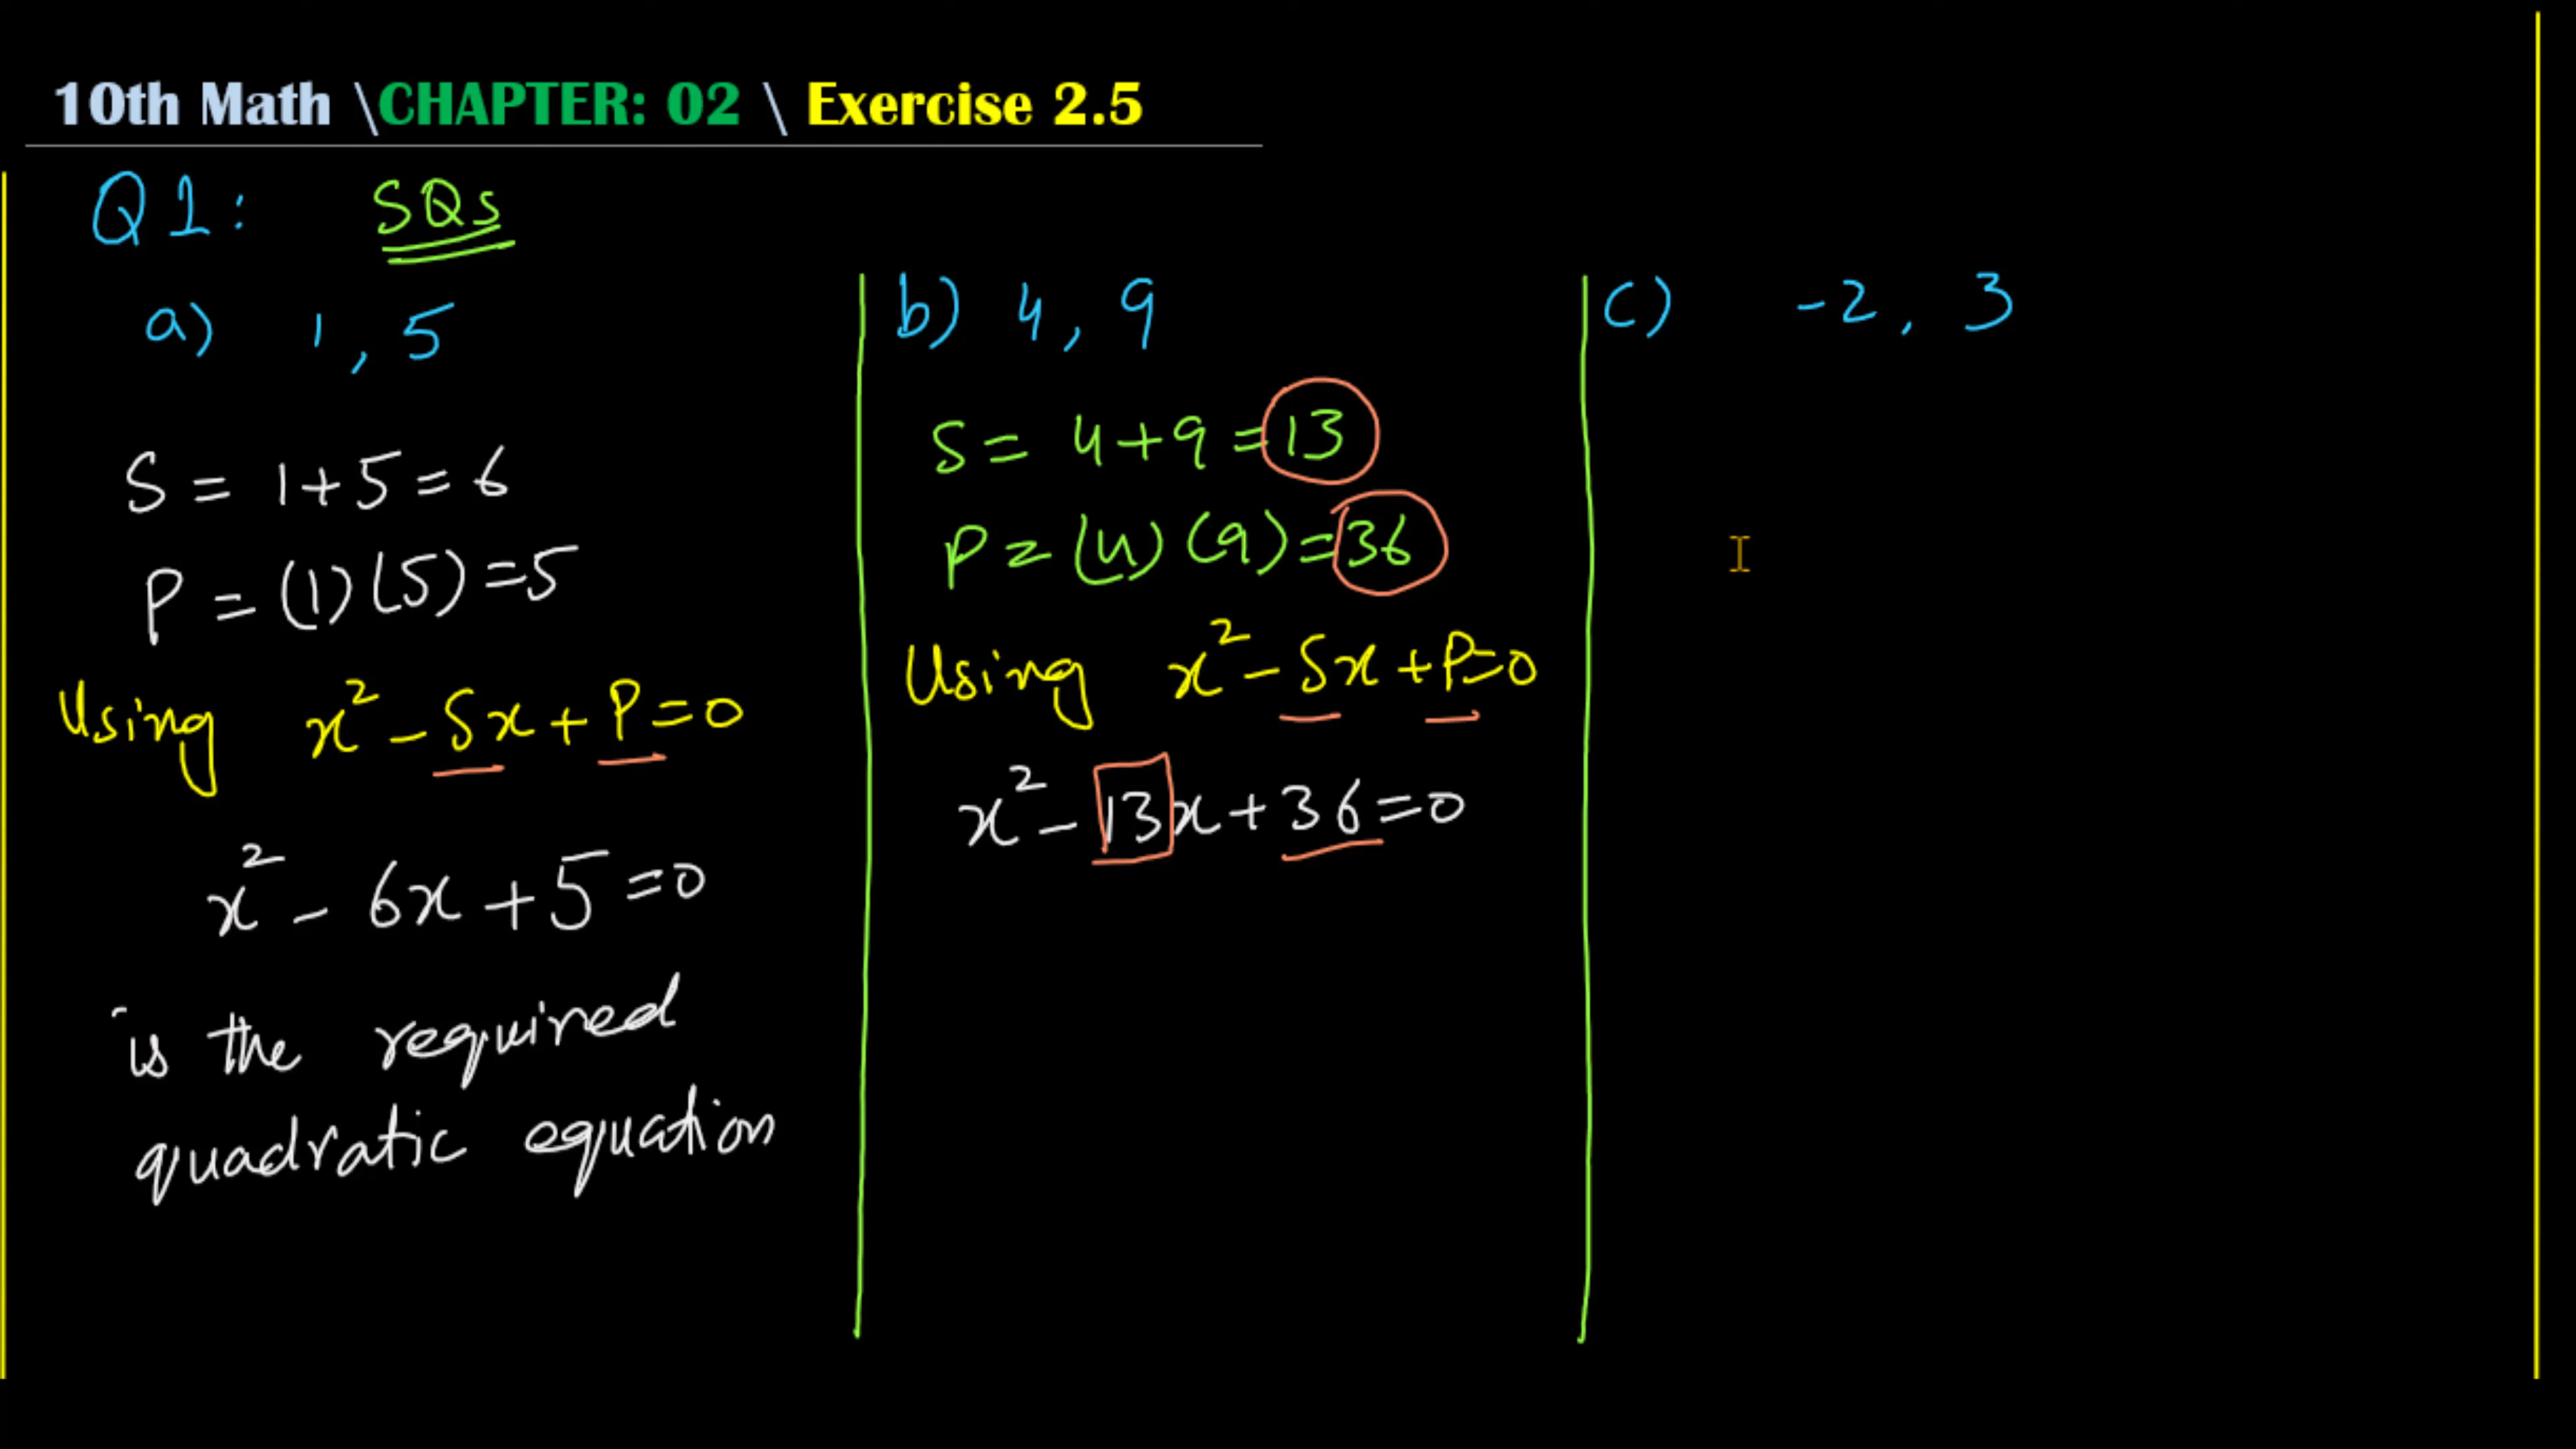 10th Math \CHAPTER: 02 \ Exercise 2.5
Q1: SQs
a) 1, 5
S = 1+5 = 6
P = (1)(5) = 5
Using x² - Sx + P = 0
x² - 6x + 5 = 0
is the required
quadratic equation
b) 4, 9
S = 4+9 = 13
P = (4)(9) = 36
Using x² - Sx + P = 0
x² - 13x + 36 = 0
c) -2, 3